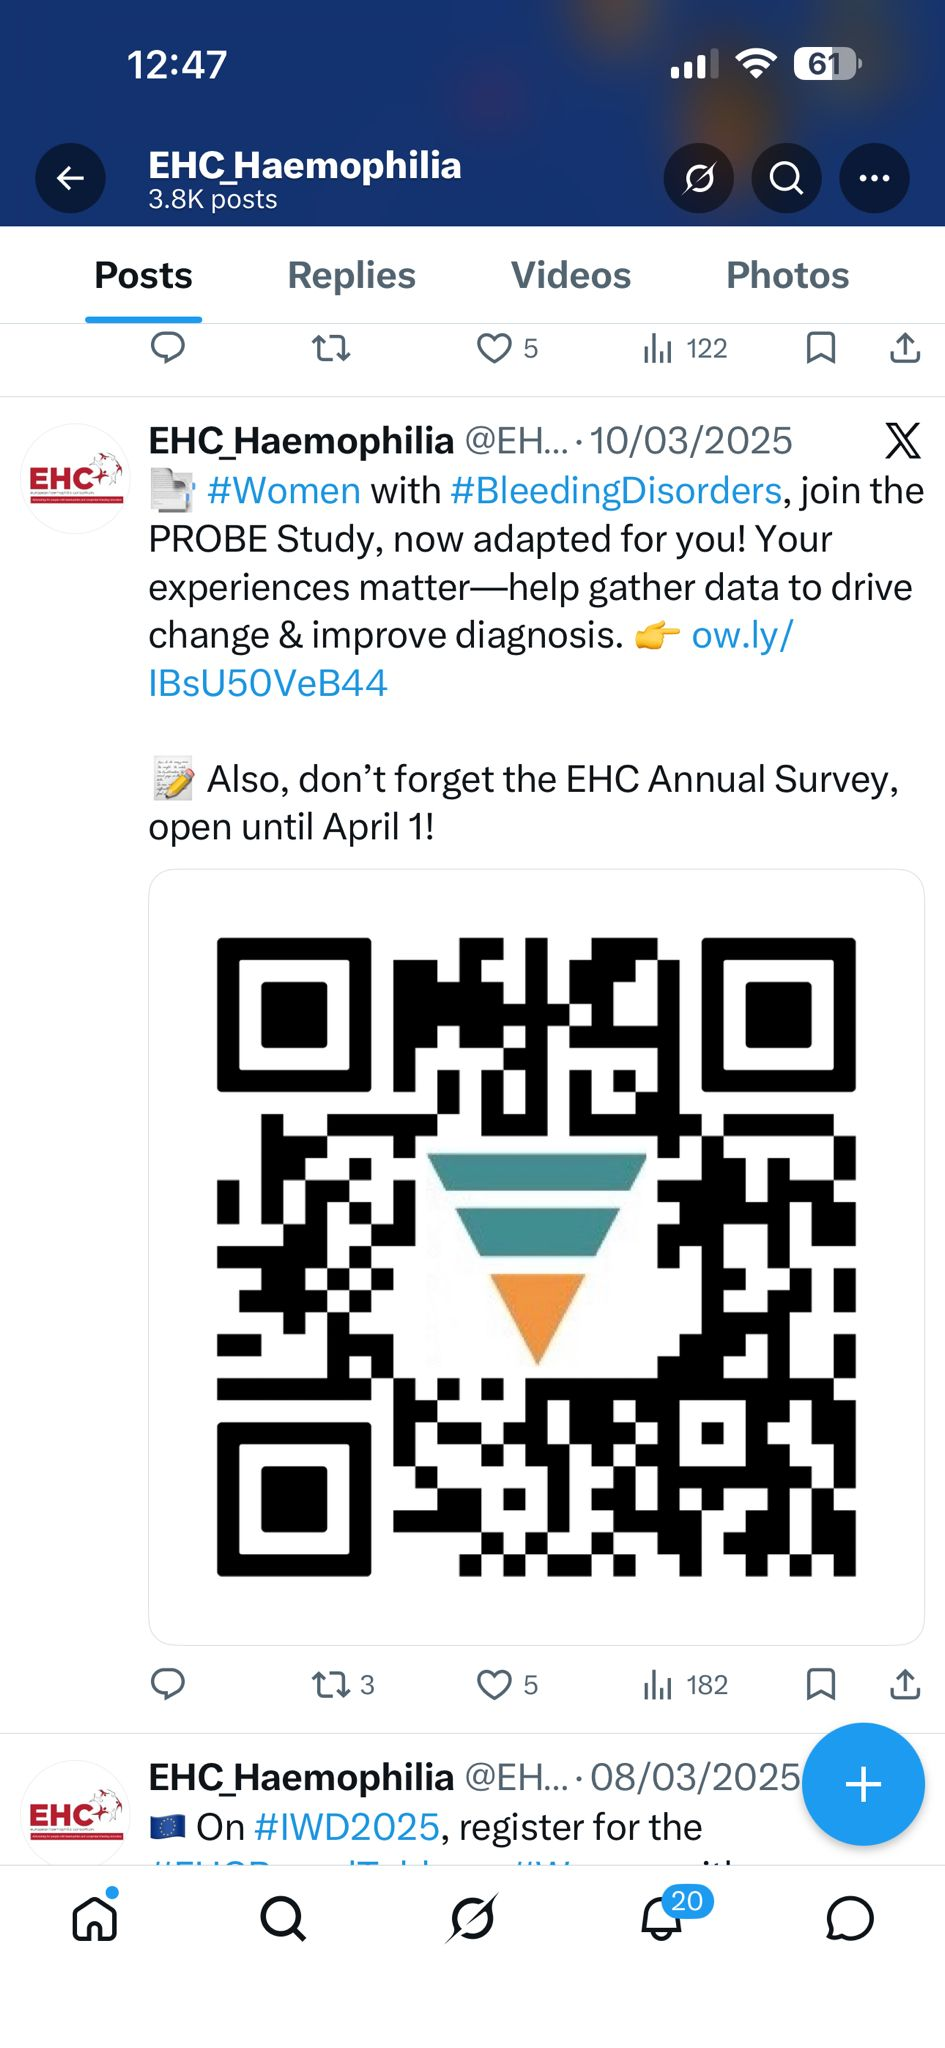 12:47
61
EHC_Haemophilia
3.8K posts
Posts Replies Videos Photos
5 122
EHC_Haemophilia @EH... · 10/03/2025
EHC
#Women with #BleedingDisorders, join the
PROBE Study, now adapted for you! Your
experiences matter—help gather data to drive
change & improve diagnosis. 👉 ow.ly/
IBsU50VeB44
📝 Also, don’t forget the EHC Annual Survey,
open until April 1!
3 5 182
EHC_Haemophilia @EH... · 08/03/2025
EHC
🇪🇺 On #IWD2025, register for the
20